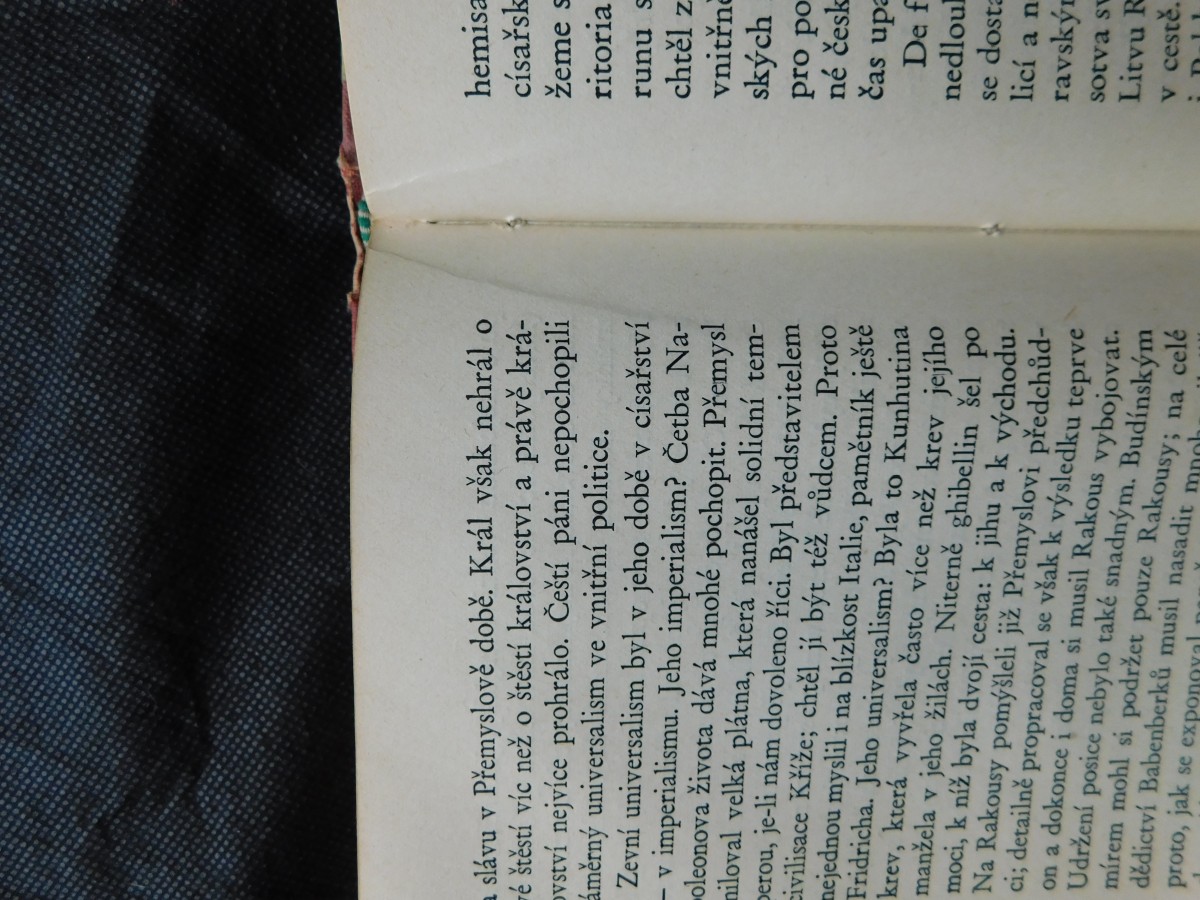 a slávu v Přemyslově době. Král však nehrál o
vé štěstí víc než o štěstí království a právě krá-
ovství nejvíce prohrálo. Čeští páni nepochopili
áměrný universalism ve vnitřní politice.
Zevní universalism byl v jeho době v císařství
– v imperialismu. Jeho imperialism? Četba Na-
poleonova života dává mnohé pochopit. Přemysl
miloval velká plátna, která nanášel solidní tem-
perou, je-li nám dovoleno říci. Byl představitelem
civilisace Kříže; chtěl jí být též vůdcem. Proto
nejednou myslil i na blízkost Italie, pamětník ještě
Fridricha. Jeho universalism? Byla to Kunhutina
krev, která vyvřela často více než krev jejího
manžela v jeho žilách. Niterně ghibellin šel po
moci, k níž byla dvojí cesta: k jihu a k východu.
Na Rakousy pomýšleli již Přemyslovi předchůd-
ci; detailně propracoval se však k výsledku teprve
on a dokonce i doma si musil Rakous vybojovat.
Udržení posice nebylo také snadným. Budínským
mírem mohl si podržet pouze Rakousy; na celé
dědictví Babenberků musil nasadit mnoho
proto, jak se exponoval
hemisa
císařsk
žeme s
ritoria
runu s
chtěl z
vnitřně
ských
pro po
né česk
čas upa
De f
nedlouh
se dosta
licí a n
ravským
sotva sv
Litvu R
v cestě.